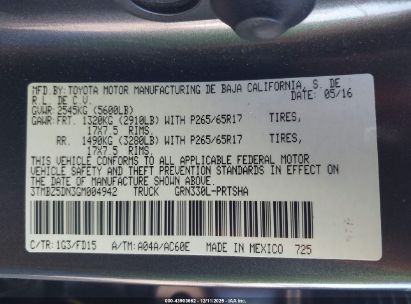 MFD.BY:TOYOTA MOTOR MANUFACTURING DE BAJA CALIFORNIA, S. DE
R.L. DE C.V. DATE: 05/16
GVWR: 2545KG (5600LB)
GAWR: FRT. 1320KG (2910LB) WITH P265/65R17 TIRES,
17X7.5 RIMS,
RR. 1490KG (3280LB) WITH P265/65R17 TIRES,
17X7.5 RIMS,
THIS VEHICLE CONFORMS TO ALL APPLICABLE FEDERAL MOTOR
VEHICLE SAFETY AND THEFT PREVENTION STANDARDS IN EFFECT ON
THE DATE OF MANUFACTURE SHOWN ABOVE.
3TMBZ5DN3GM004942 TRUCK GRN330L-PRTSHA
C/TR:1G3/FD15 A/TM:A04A/AC60E MADE IN MEXICO 725